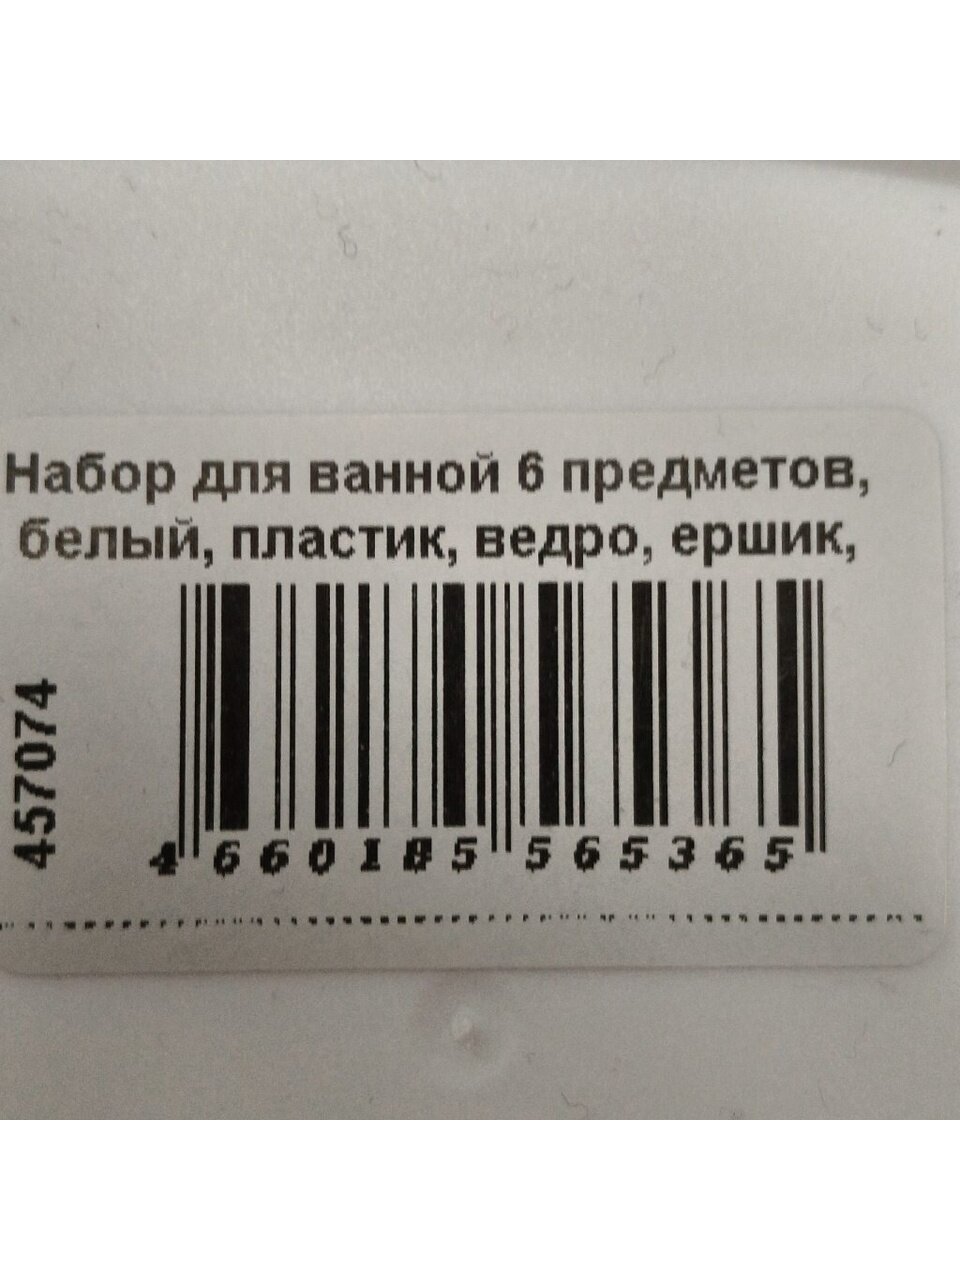 Набор для ванной 6 предметов,
белый, пластик, ведро, ершик,
457074
4660185565365